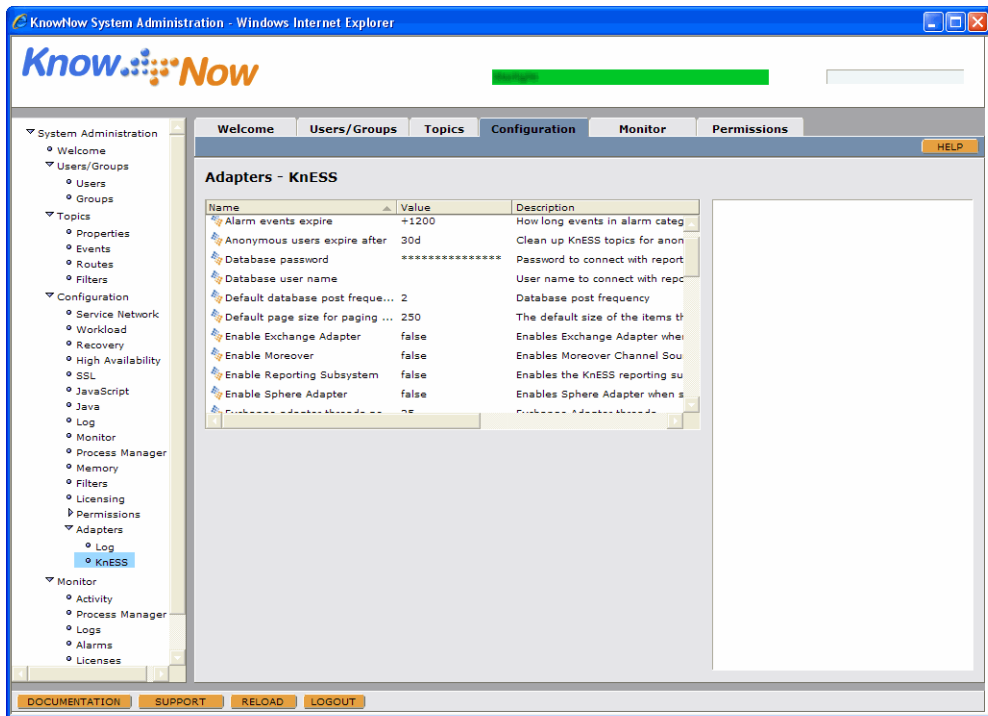 KnowNow System Administration - Windows Internet Explorer
Know Now
System Administration
Welcome
Users/Groups
Users
Groups
Topics
Properties
Events
Routes
Filters
Configuration
Service Network
Workload
Recovery
High Availability
SSL
JavaScript
Java
Log
Monitor
Process Manager
Memory
Filters
Licensing
Permissions
Adapters
Log
KnESS
Monitor
Activity
Process Manager
Logs
Alarms
Licenses
Welcome Users/Groups Topics Configuration Monitor Permissions
HELP
Adapters - KnESS
Name Value Description
Alarm events expire +1200 How long events in alarm categ
Anonymous users expire after 30d Clean up KnESS topics for anon
Database password *************** Password to connect with report
Database user name User name to connect with repo
Default database post freque... 2 Database post frequency
Default page size for paging ... 250 The default size of the items th
Enable Exchange Adapter false Enables Exchange Adapter whe
Enable Moreover false Enables Moreover Channel Sou
Enable Reporting Subsystem false Enables the KnESS reporting su
Enable Sphere Adapter false Enables Sphere Adapter when s
25
DOCUMENTATION SUPPORT RELOAD LOGOUT